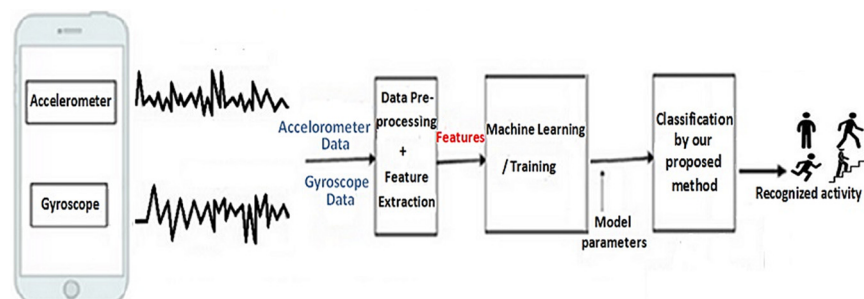 Accelerometer
Gyroscope
Accelorometer
Data
Gyroscope
Data
Data Pre-
processing
+
Feature
Extraction
Features
Machine Learning
/ Training
Model
parameters
Classification
by our
proposed
method
Recognized activity